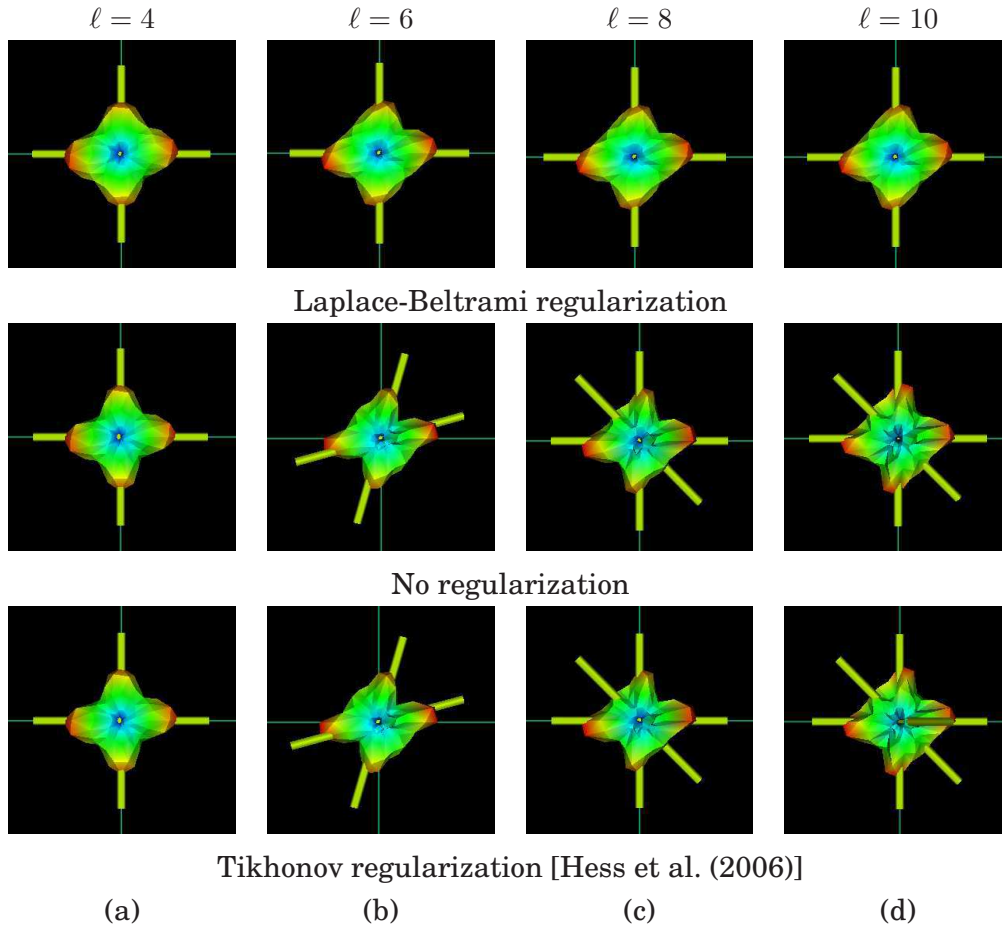 ℓ = 4 ℓ = 6 ℓ = 8 ℓ = 10
Laplace-Beltrami regularization
No regularization
Tikhonov regularization [Hess et al. (2006)]
(a) (b) (c) (d)